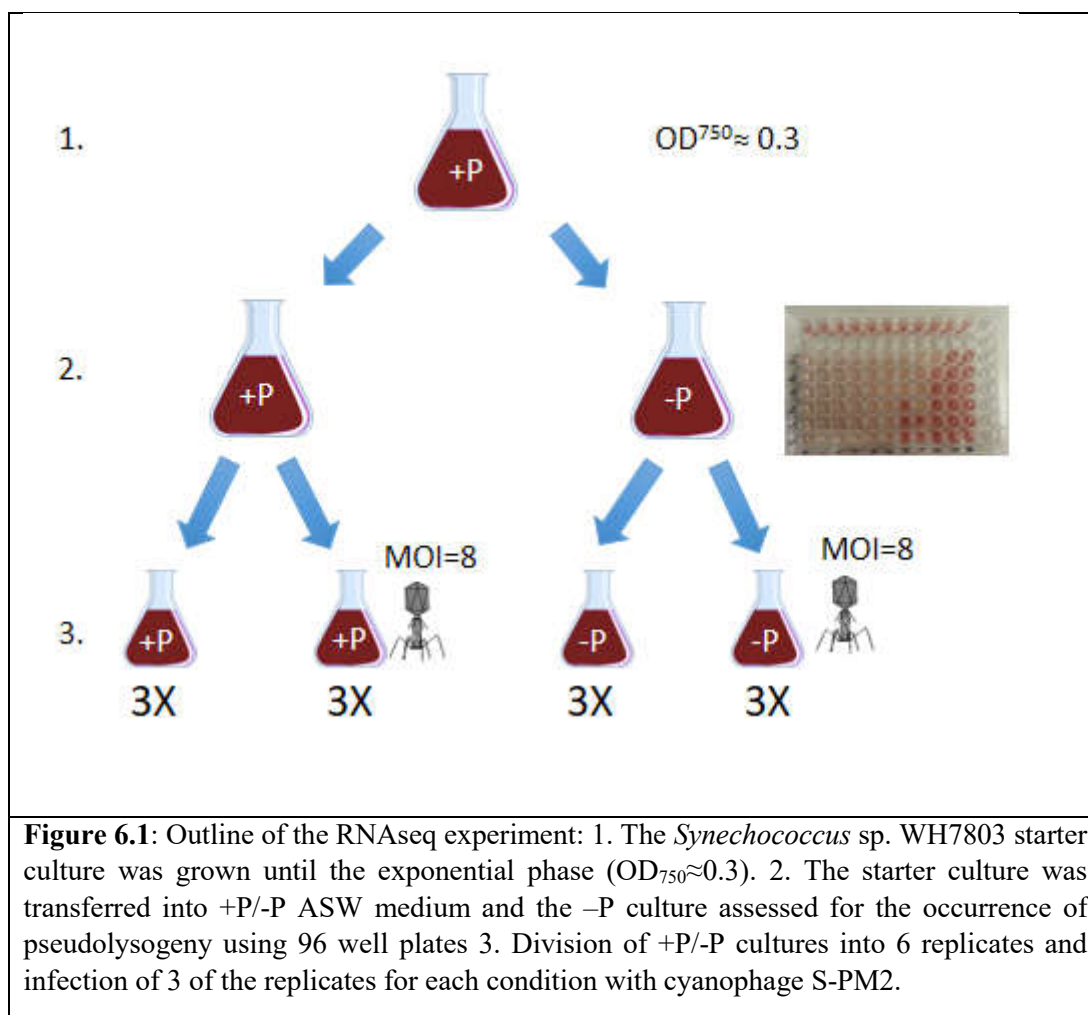 1.
+P
OD⁷⁵⁰≈ 0.3
2.
+P
-P
3.
+P
+P
MOI=8
-P
-P
MOI=8
3X
3X
3X
3X
Figure 6.1: Outline of the RNAseq experiment: 1. The Synechococcus sp. WH7803 starter
culture was grown until the exponential phase (OD₇₅₀≈0.3). 2. The starter culture was
transferred into +P/-P ASW medium and the –P culture assessed for the occurrence of
pseudolysogeny using 96 well plates 3. Division of +P/-P cultures into 6 replicates and
infection of 3 of the replicates for each condition with cyanophage S-PM2.